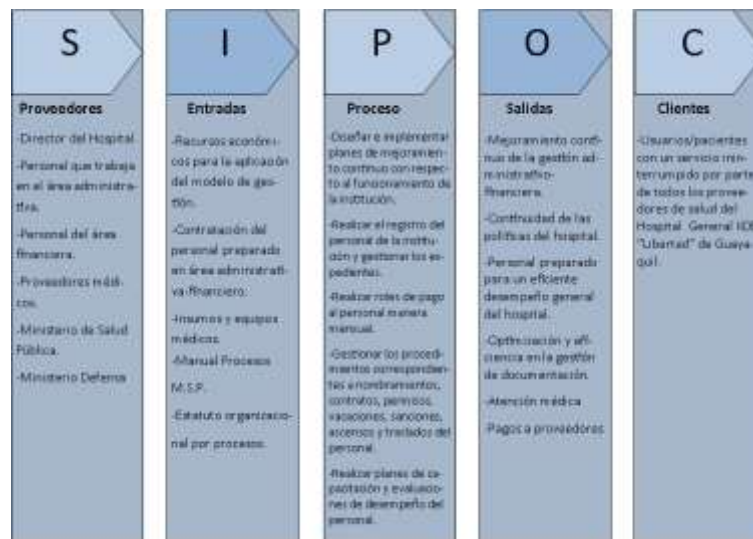 S
Proveedores
-Director del Hospital
-Personal que trabaja
en el área administra-
tiva.
-Personal del área
financiera.
-Proveedores médi-
cos.
-Ministerio de Salud
Pública.
-Ministerio Defensa
I
Entradas
-Recursos económi-
cos para la aplicación
del modelo de ges-
tión.
-Contratación del
personal preparado
en área administrati-
va-financiero.
-Insumos y equipos
médicos.
-Manual Procesos
M.S.P.
-Estatuto organizacio-
nal por procesos.
P
Proceso
-Diseñar e implementar
planes de mejoramien-
to continuo con respec-
to al funcionamiento de
la institución.
-Realizar el registro del
personal de la institu-
ción y gestionar los ex-
pedientes.
-Realizar roles de pago
al personal manera
mensual.
-Gestionar los procedi-
mientos correspondien-
tes a nombramientos,
contratos, permisos,
vacaciones, sanciones,
ascensos y traslados del
personal.
-Realizar planes de ca-
pacitación y evaluacio-
nes de desempeño del
personal.
O
Salidas
-Mejoramiento conti-
nuo de la gestión ad-
ministrativo-
financiera.
-Continuidad de las
políticas del hospital.
-Personal preparado
para un eficiente
desempeño general
del hospital.
-Optimización y efi-
ciencia en la gestión
de documentación.
-Atención médica
-Pagos a proveedores
C
Clientes
-Usuarios/pacientes
con un servicio inin-
terrumpido por parte
de todos los provee-
dores de salud del
Hospital General
"Libertad" de Guaya-
quil.